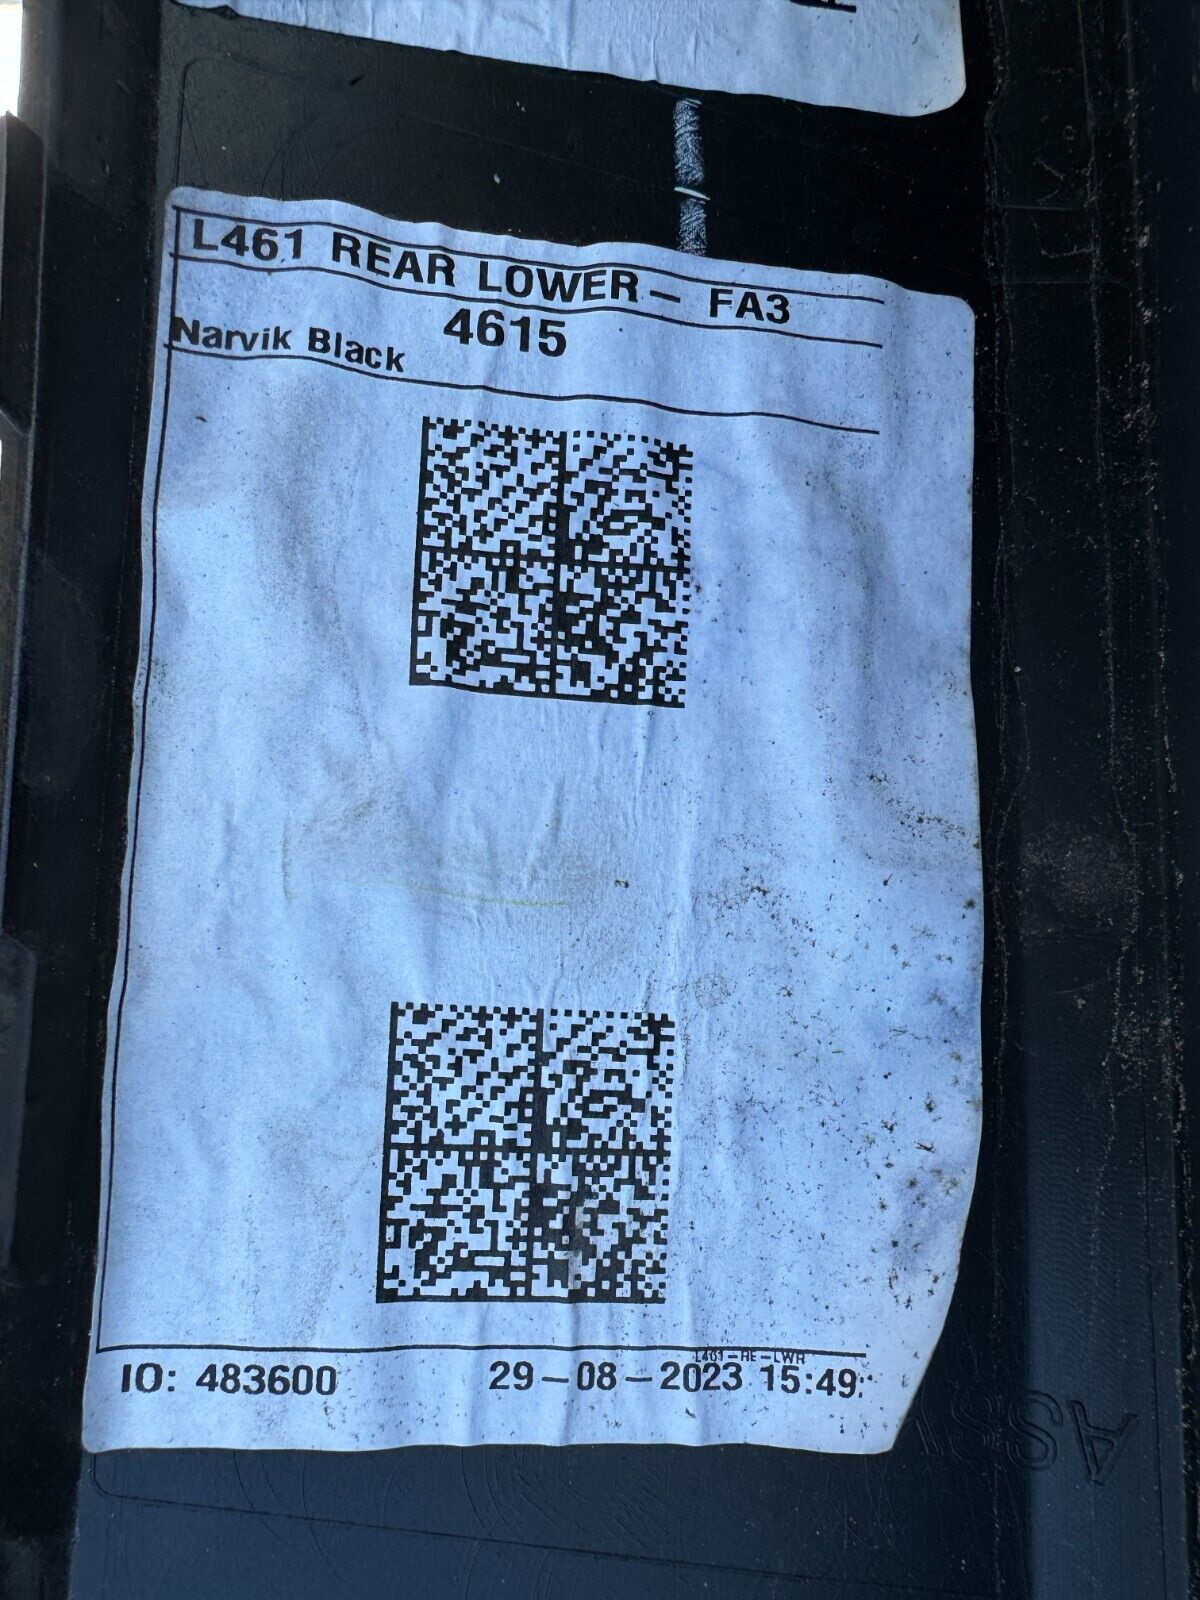 L461 REAR LOWER- FA3
Narvik Black 4615
L461-RE-LWR
IO: 483600 29-08-2023 15:49: